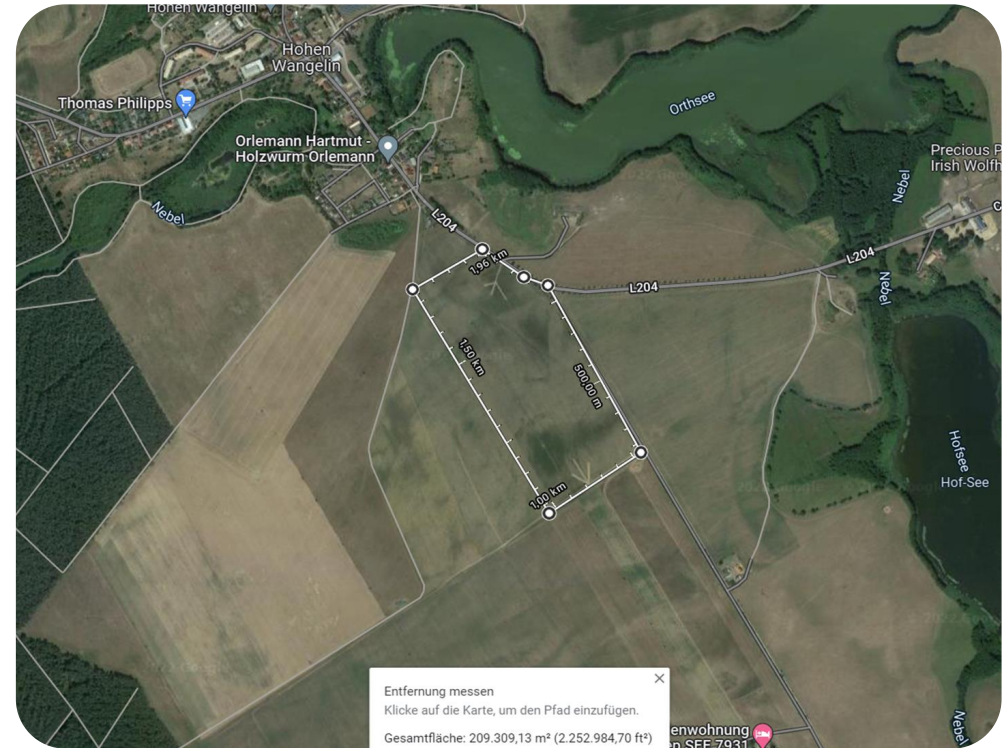 Hohen Wangelin
Hohen
Wangelin
Thomas Philipps
Orthsee
Orlemann Hartmut -
Holzwurm Orlemann
Precious P
Irish Wolfh
Nebel
Nebel
L204
C
1,96 km
L204
L204
Nebel
1,50 km
500,00 m
Hofsee
Hof-See
1,00 km
Entfernung messen
Klicke auf die Karte, um den Pfad einzufügen.
Gesamtfläche: 209.309,13 m² (2.252.984,70 ft²)
enwohnung
SEE 7931
Nebel